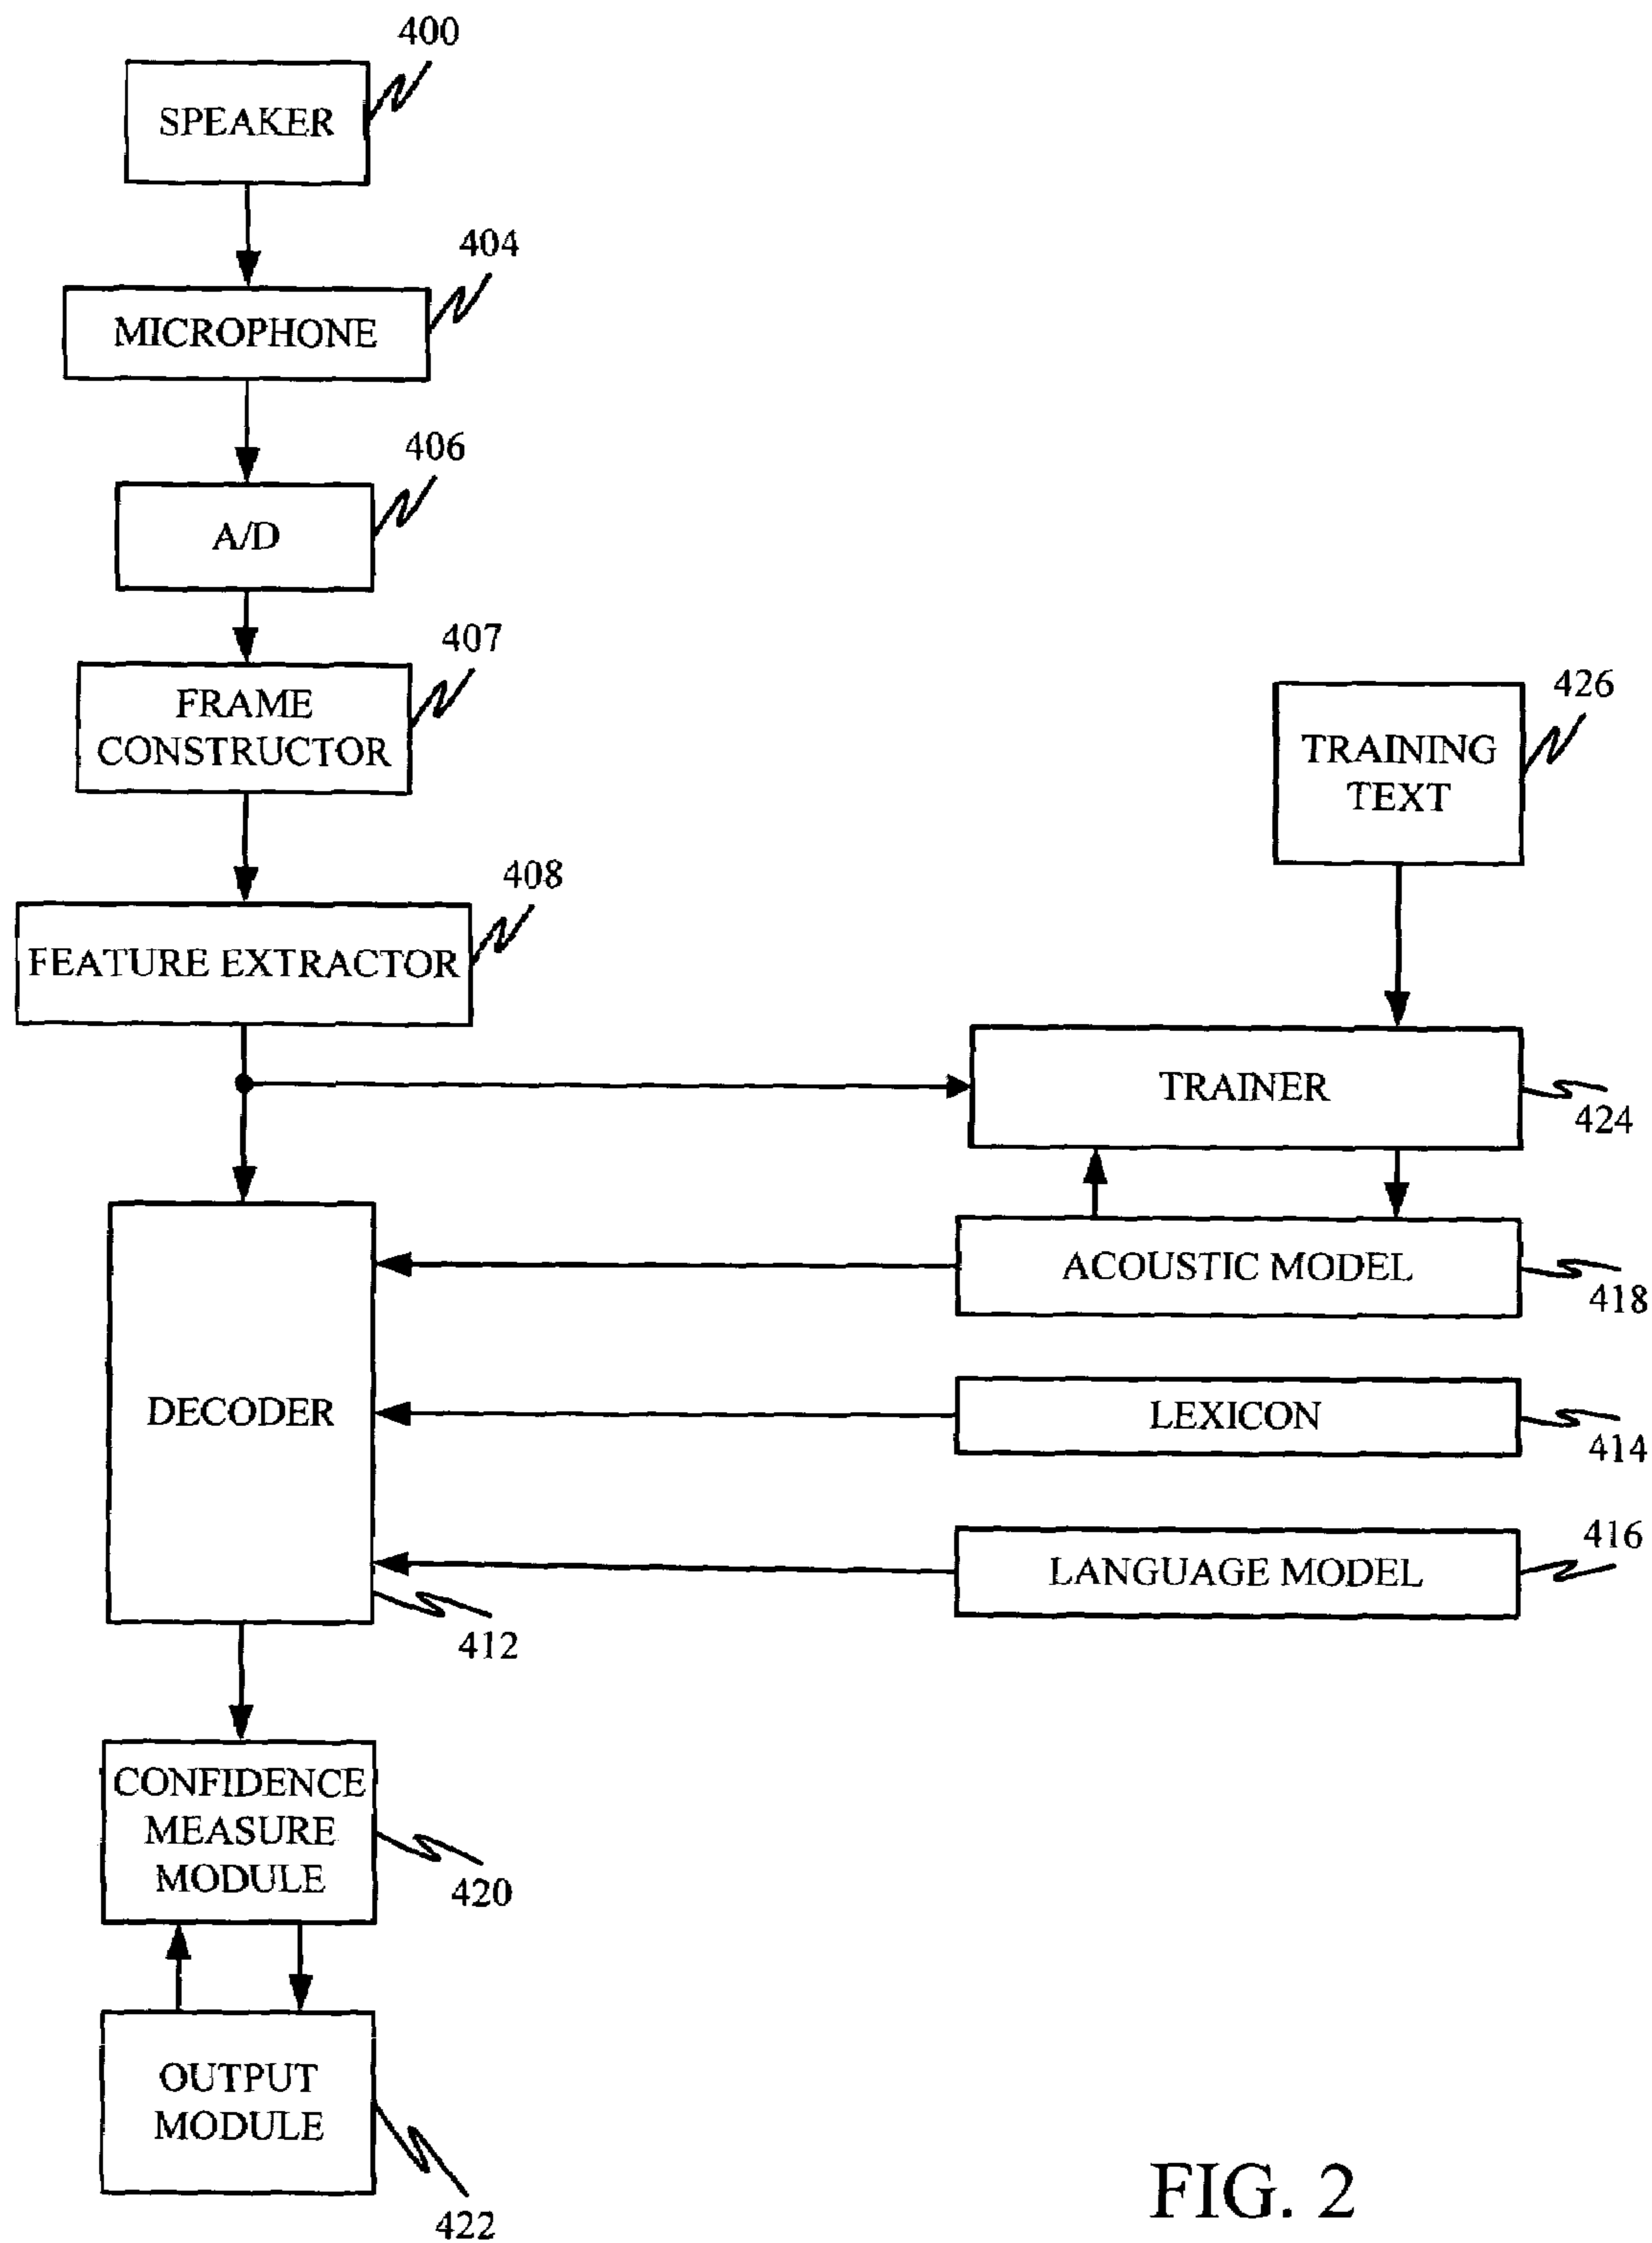 400
SPEAKER
404
MICROPHONE
406
A/D
407
FRAME
CONSTRUCTOR
426
TRAINING
TEXT
408
FEATURE EXTRACTOR
TRAINER
424
ACOUSTIC MODEL
418
DECODER
LEXICON
414
416
LANGUAGE MODEL
412
CONFIDENCE
MEASURE
MODULE
420
OUTPUT
MODULE
422
FIG. 2